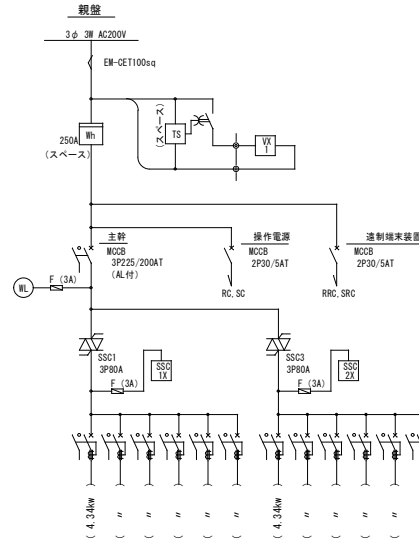 親盤
3φ 3W AC200V
EM-CET100sq
Wh
250A
(スペース)
(スペース)
TS
VX
1
主幹
MCCB
3P225/200AT
(AL付)
操作電源
MCCB
2P30/5AT
遠制端末装置
MCCB
2P30/5AT
RC, SC
RRC, SRC
WL
F (3A)
SSC1
3P80A
SSC
1X
F (3A)
SSC3
3P80A
SSC
2X
F (3A)
( 4.34kw
( 〃
( 〃
( 〃
( 〃
( 〃
( 4.34kw
( 〃
( 〃
( 〃
( 〃